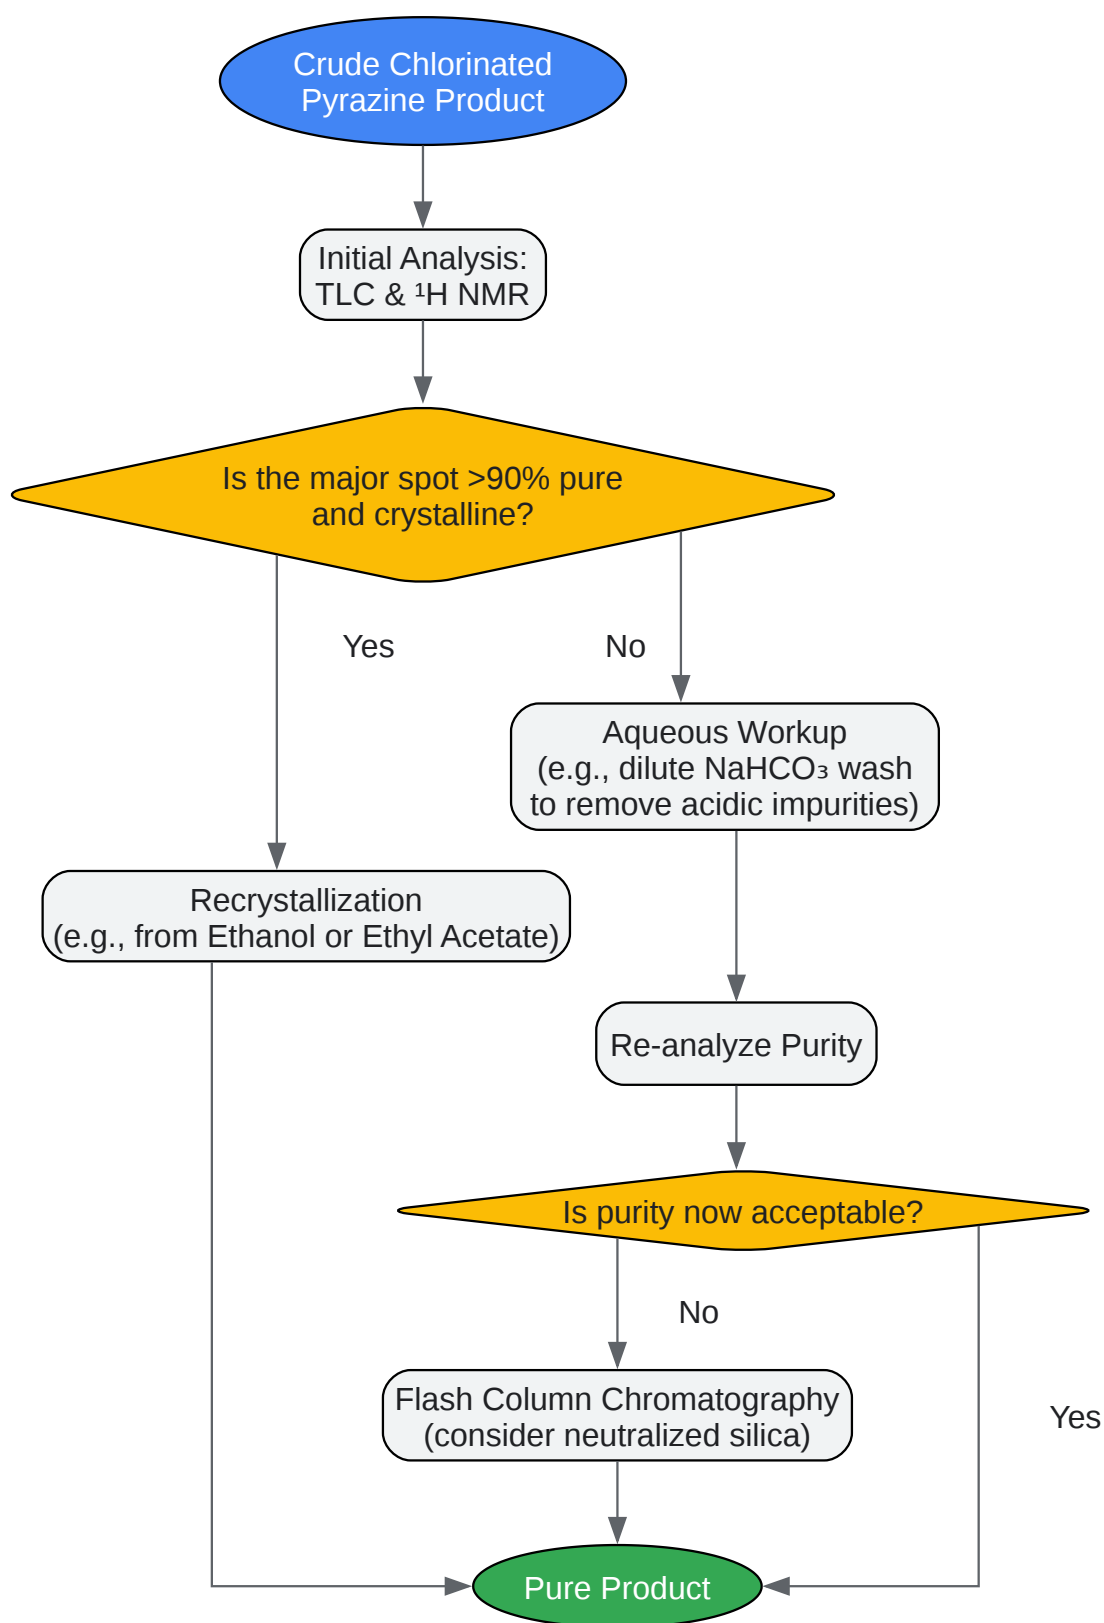 Crude Chlorinated
Pyrazine Product
Initial Analysis:
TLC & ¹H NMR
Is the major spot >90% pure
and crystalline?
Yes
No
Aqueous Workup
(e.g., dilute NaHCO₃ wash
to remove acidic impurities)
Recrystallization
(e.g., from Ethanol or Ethyl Acetate)
Re-analyze Purity
Is purity now acceptable?
No
Flash Column Chromatography
(consider neutralized silica)
Yes
Pure Product